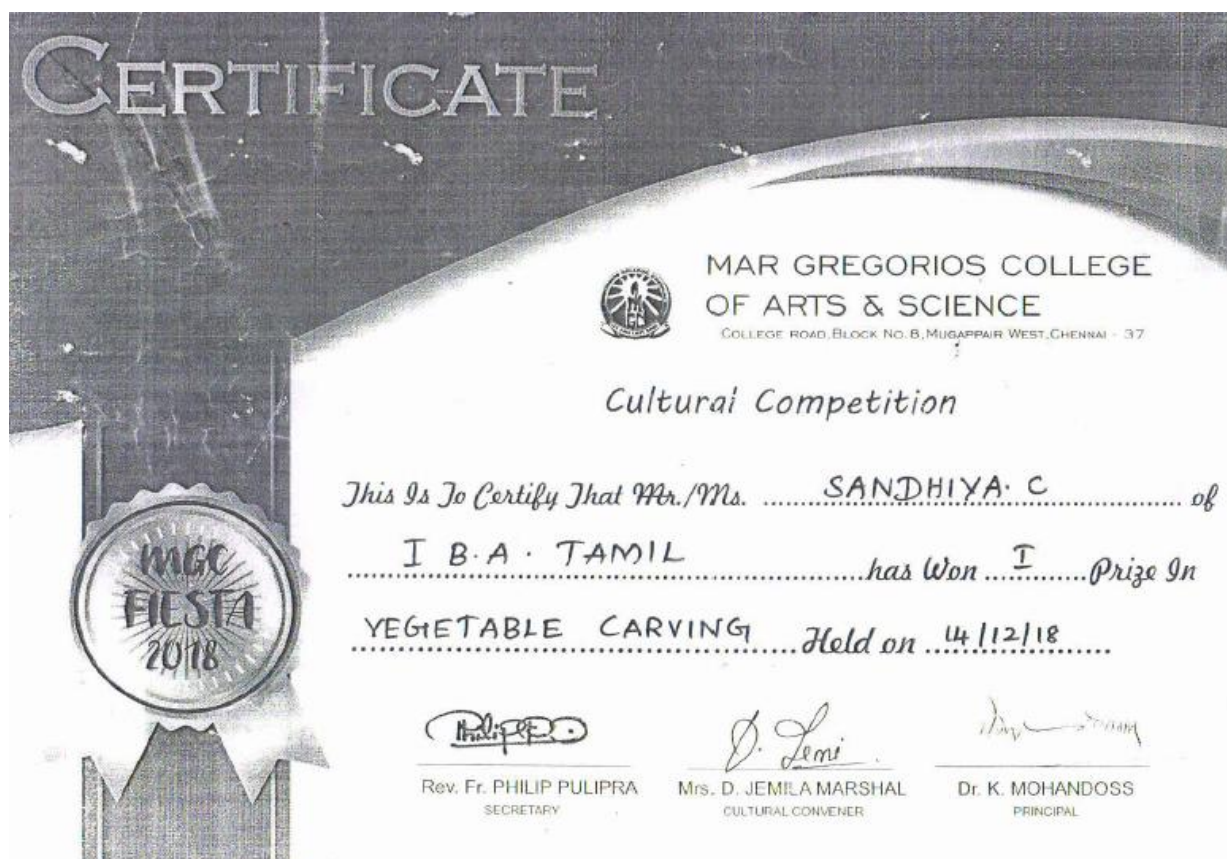 CERTIFICATE
MAR GREGORIOS COLLEGE
OF ARTS & SCIENCE
COLLEGE ROAD, BLOCK NO. 8, MUGAPPAIR WEST, CHENNAI - 37
Cultural Competition
This Is To Certify That Mr./Ms. SANDHIYA. C of
I B.A. TAMIL has Won I Prize In
VEGETABLE CARVING Held on 14/12/18
MGC
FIESTA
2018
Rev. Fr. PHILIP PULIPRA
SECRETARY
Mrs. D. JEMILA MARSHAL
CULTURAL CONVENER
Dr. K. MOHANDOSS
PRINCIPAL